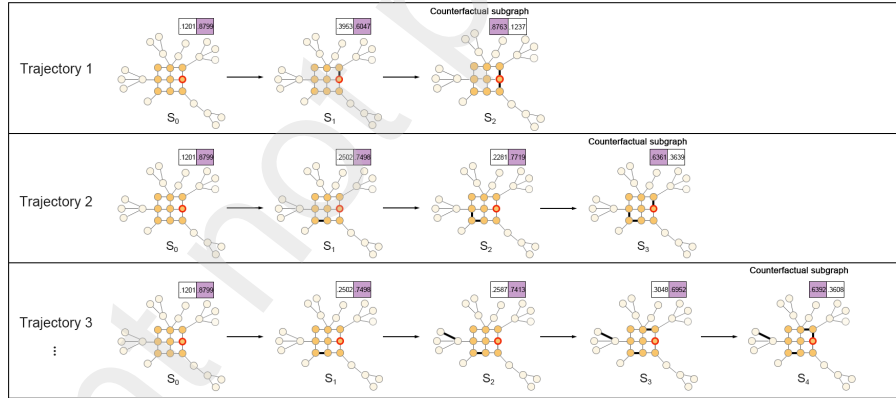 Counterfactual subgraph
.1201 .8799
.3953 .6047
.8763 .1237
Trajectory 1
S0
S1
S2
Counterfactual subgraph
.1201 .8799
.2502 .7498
.2281 .7719
.6361 .3639
Trajectory 2
S0
S1
S2
S3
Counterfactual subgraph
.1201 .8799
.2502 .7498
.2587 .7413
.3048 .6952
.6392 .3608
Trajectory 3
⋮
S0
S1
S2
S3
S4